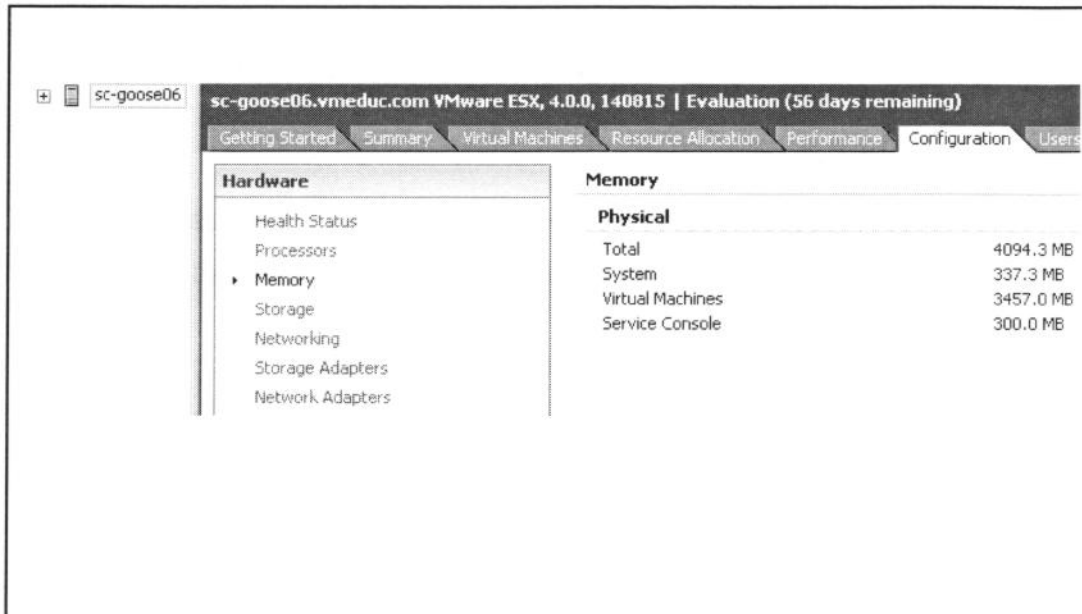 sc-goose06
sc-goose06.vmeduc.com VMware ESX, 4.0.0, 140815 | Evaluation (56 days remaining)
Getting Started Summary Virtual Machines Resource Allocation Performance Configuration Users
Hardware
Health Status
Processors
Memory
Storage
Networking
Storage Adapters
Network Adapters
Memory
Physical
Total 4094.3 MB
System 337.3 MB
Virtual Machines 3457.0 MB
Service Console 300.0 MB